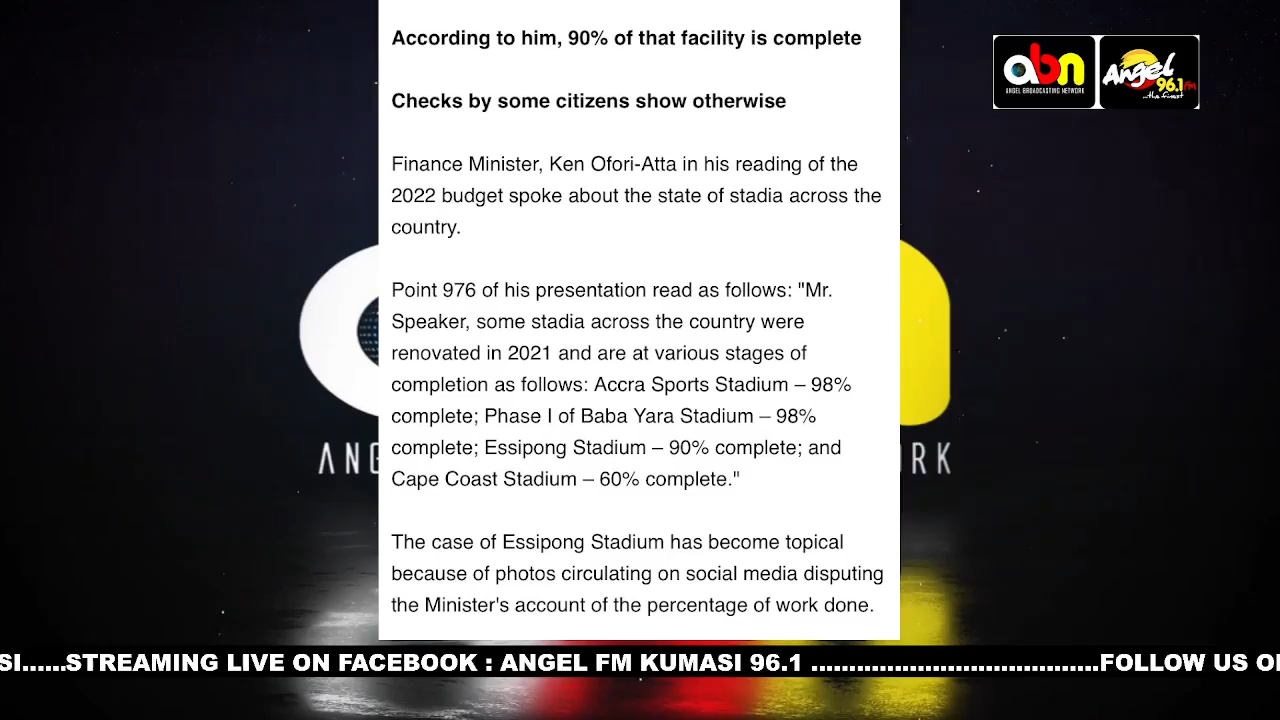 According to him, 90% of that facility is complete
Checks by some citizens show otherwise
Finance Minister, Ken Ofori-Atta in his reading of the
2022 budget spoke about the state of stadia across the
country.
Point 976 of his presentation read as follows: "Mr.
Speaker, some stadia across the country were
renovated in 2021 and are at various stages of
completion as follows: Accra Sports Stadium – 98%
complete; Phase I of Baba Yara Stadium – 98%
complete; Essipong Stadium – 90% complete; and
Cape Coast Stadium – 60% complete."
The case of Essipong Stadium has become topical
because of photos circulating on social media disputing
the Minister's account of the percentage of work done.
abn
ANGEL BROADCASTING NETWORK
Angel
96.1 FM
...the finest
ANG
RK
SI......STREAMING LIVE ON FACEBOOK : ANGEL FM KUMASI 96.1 .......................................FOLLOW US O